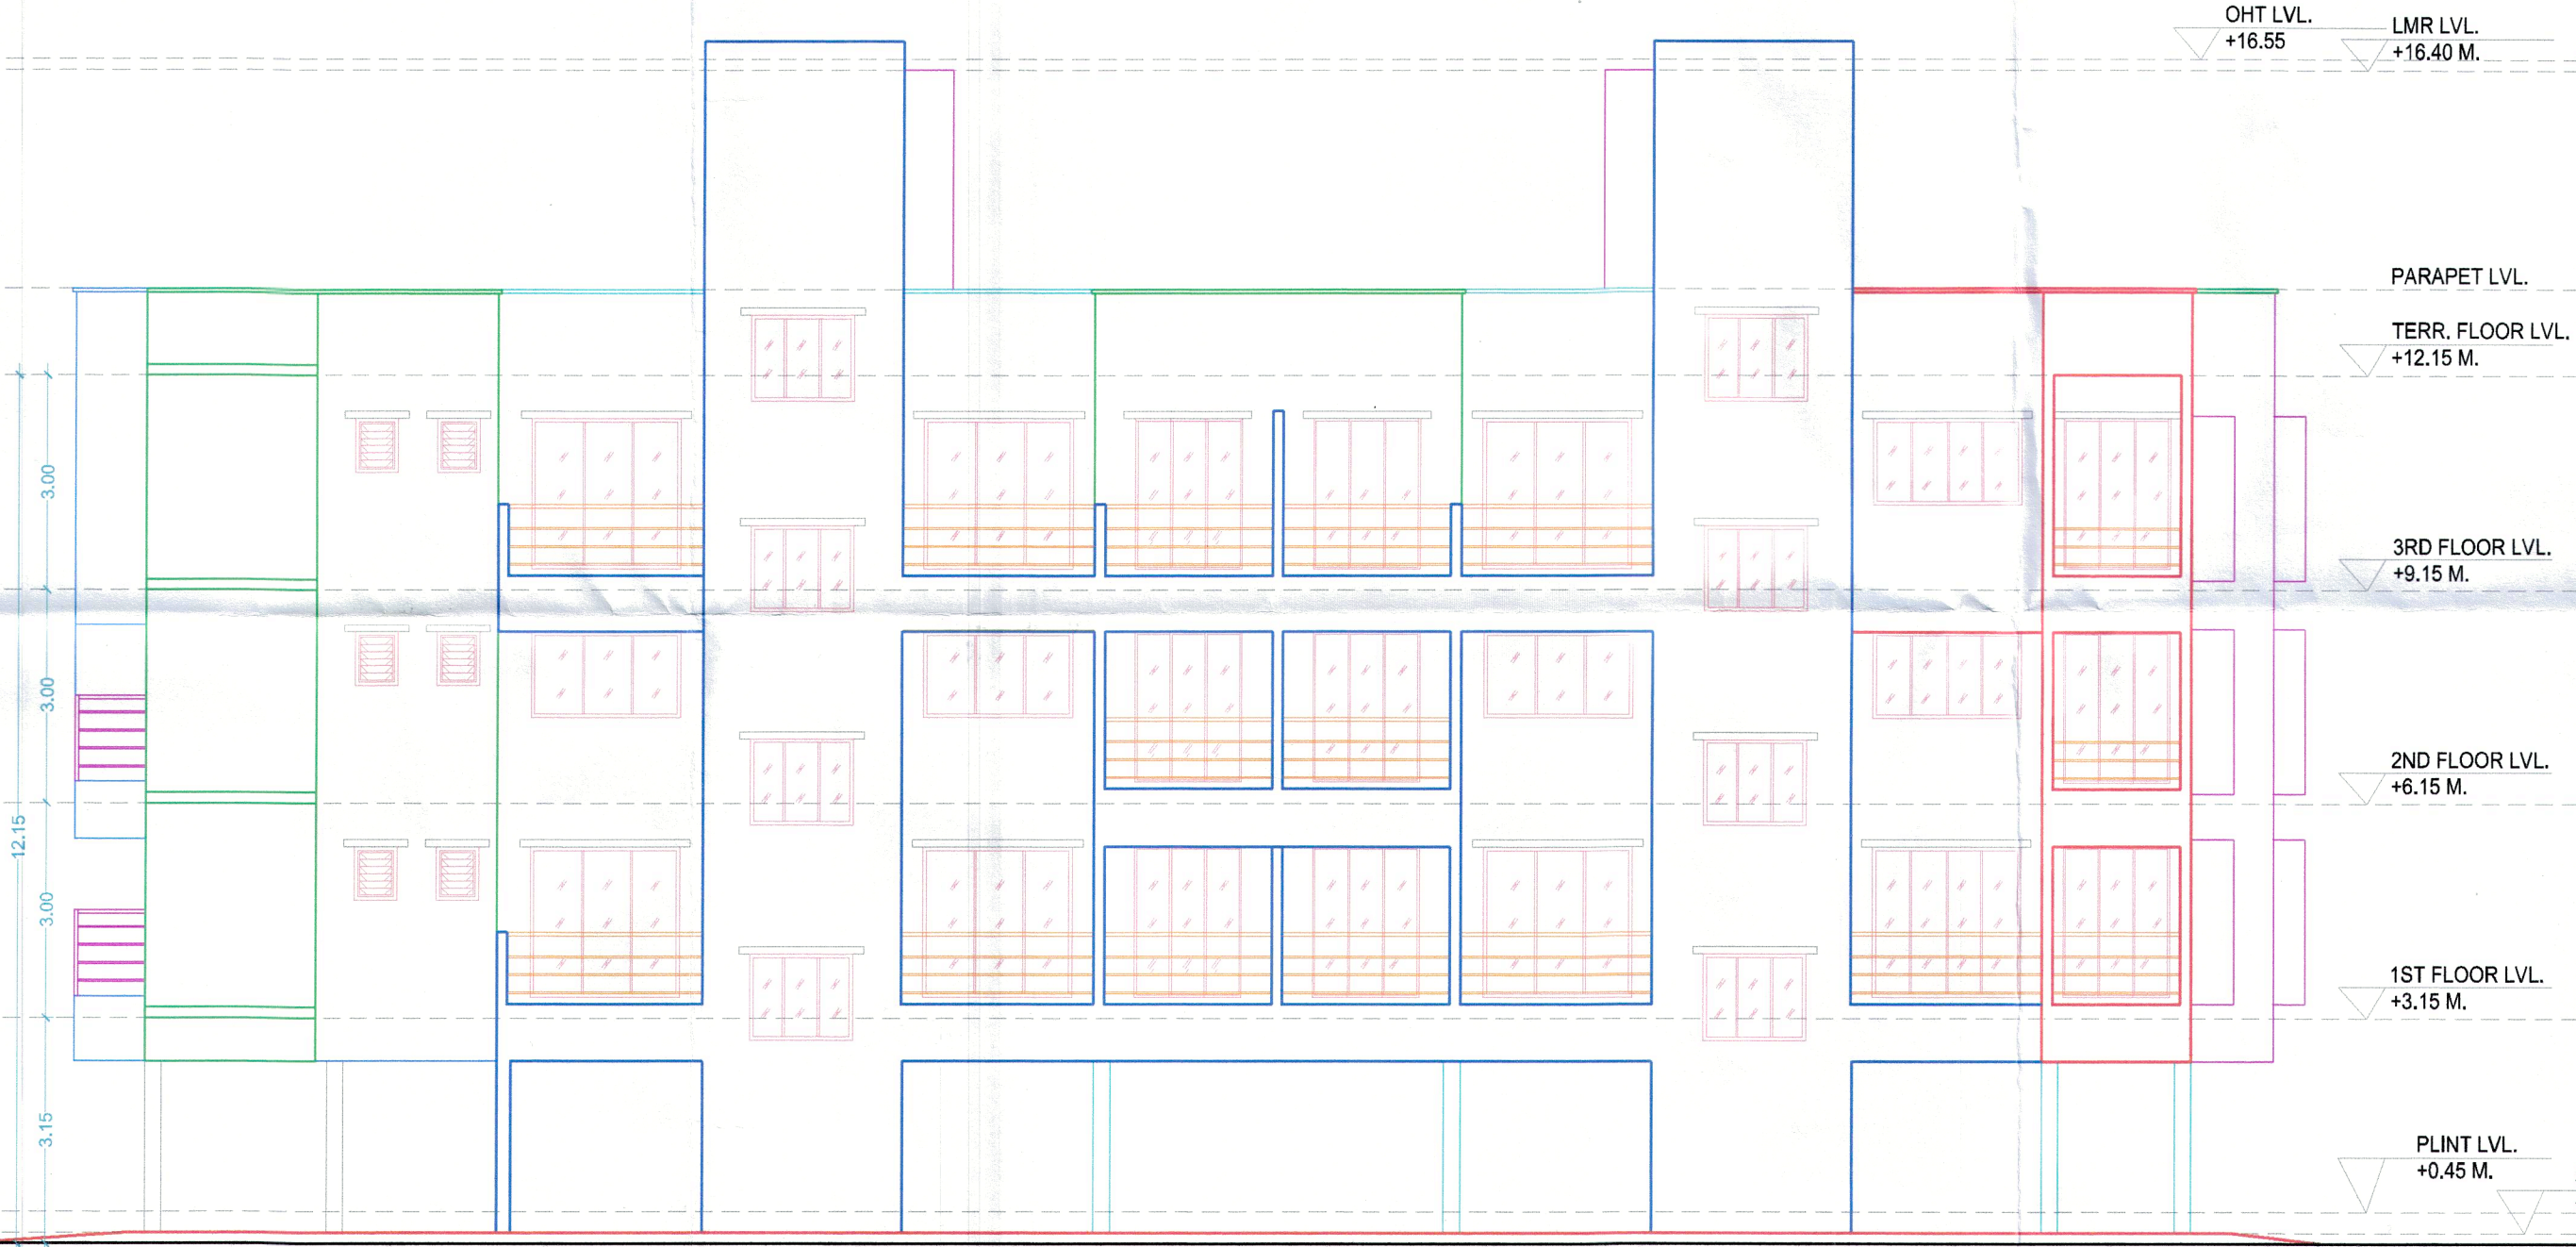 OHT LVL.
+16.55
LMR LVL.
+16.40 M.
PARAPET LVL.
TERR. FLOOR LVL.
+12.15 M.
3.00
3RD FLOOR LVL.
+9.15 M.
3.00
2ND FLOOR LVL.
+6.15 M.
12.15
3.00
1ST FLOOR LVL.
+3.15 M.
3.15
PLINT LVL.
+0.45 M.